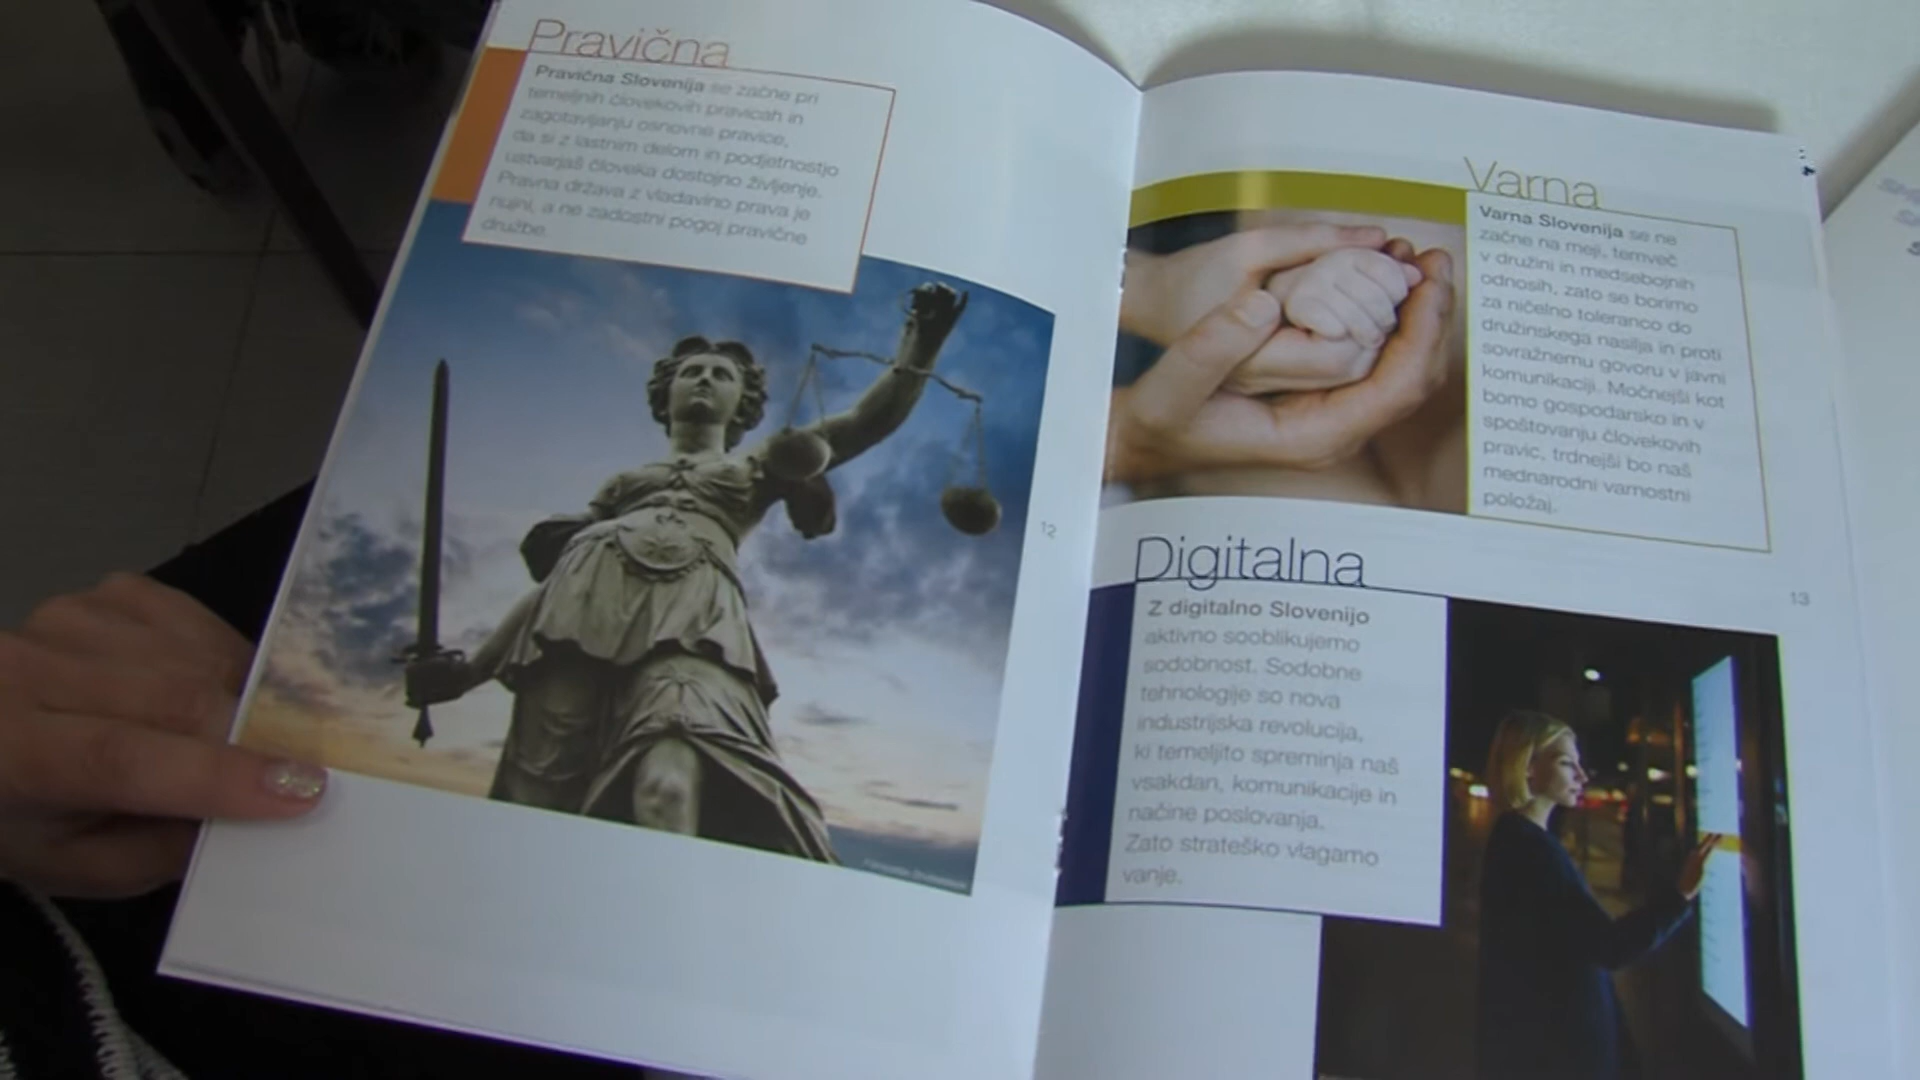 Pravična
Pravična Slovenija se začne pri
temeljnih človekovih pravicah in
zagotavljanju osnovne pravice,
da si z lastnim delom in podjetnostjo
ustvarjaš človeka dostojno življenje.
Pravna država z vladavino prava je
nujni, a ne zadostni pogoj pravične
družbe.
12
Varna
Varna Slovenija se ne
začne na meji, temveč
v družini in medsebojnih
odnosih, zato se borimo
za ničelno toleranco do
družinskega nasilja in proti
sovražnemu govoru v javni
komunikaciji. Močnejši kot
bomo gospodarsko in v
spoštovanju človekovih
pravic, trdnejši bo naš
mednarodni varnostni
položaj.
Digitalna
Z digitalno Slovenijo
aktivno sooblikujemo
sodobnost. Sodobne
tehnologije so nova
industrijska revolucija,
ki temeljito spreminja naš
vsakdan, komunikacije in
načine poslovanja.
Zato strateško vlagamo
vanje.
13